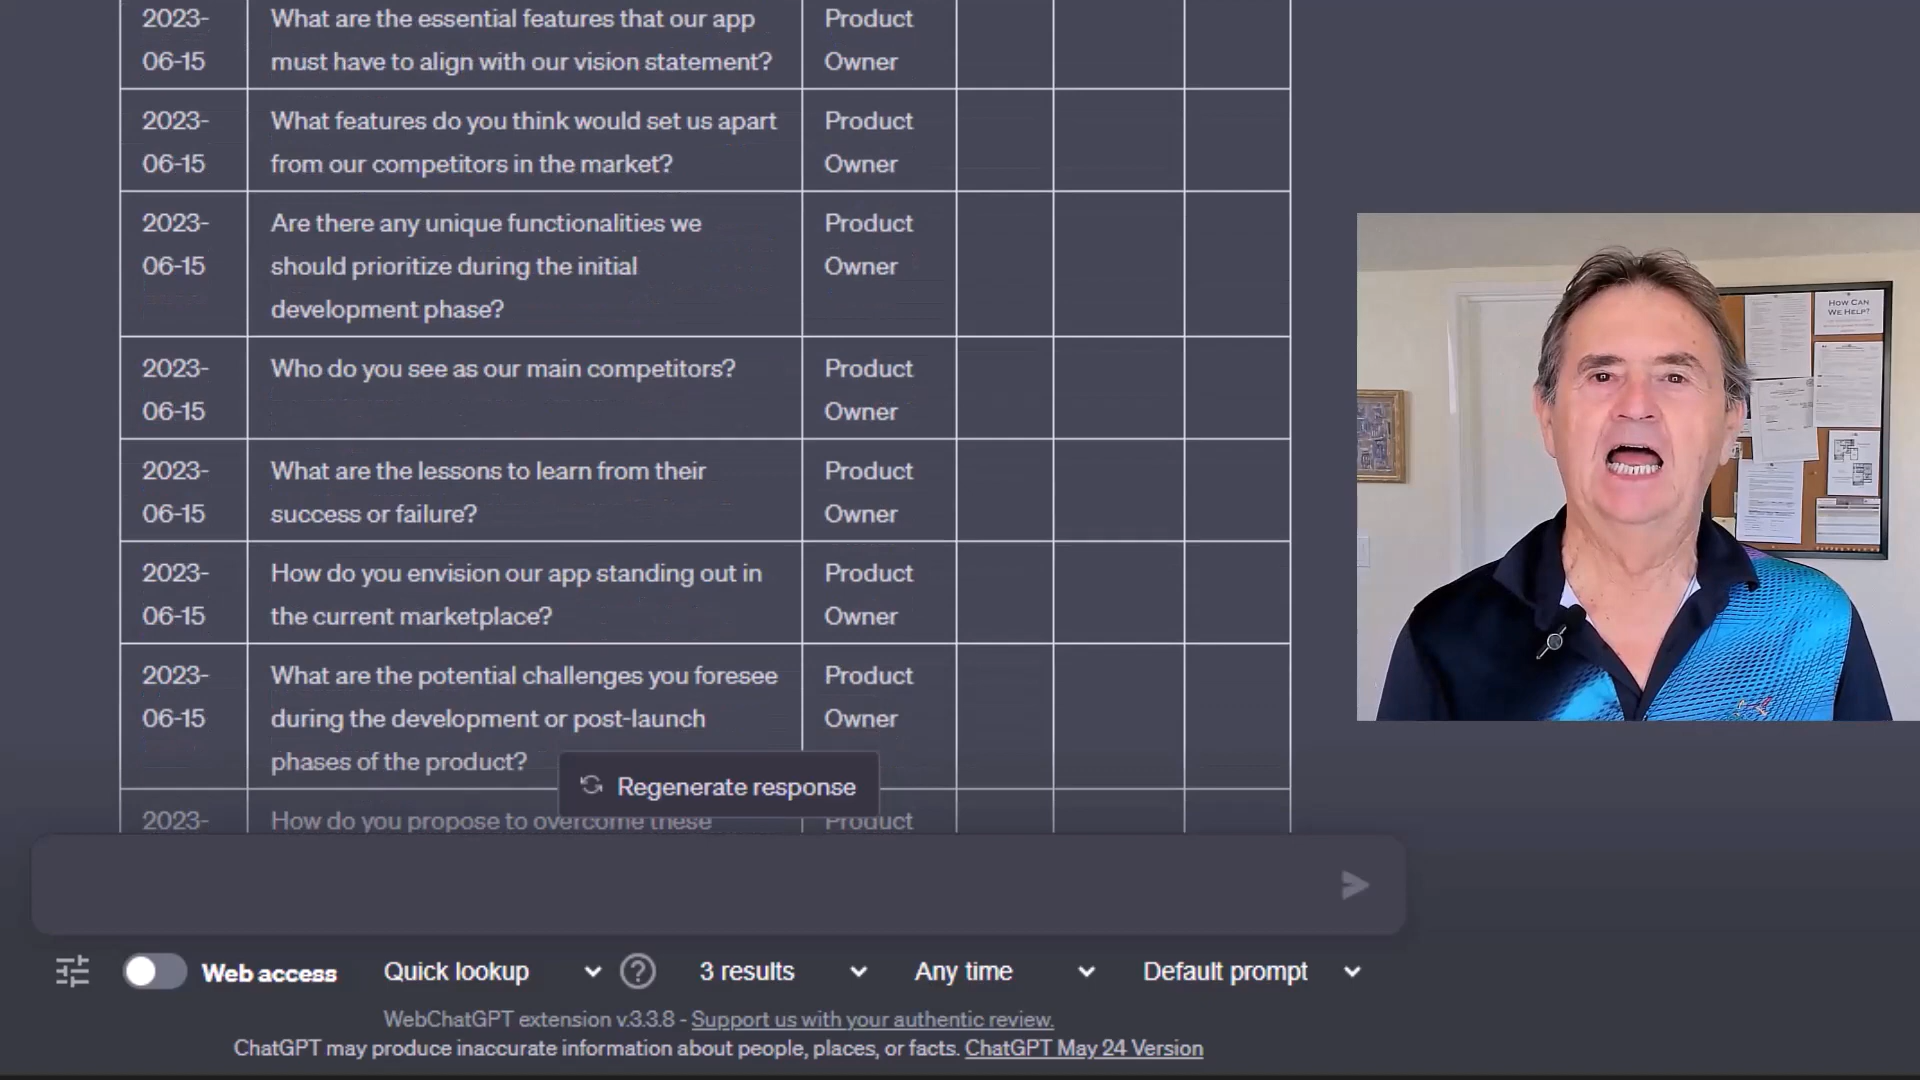 2023-
06-15
What are the essential features that our app
must have to align with our vision statement?
Product
Owner
2023-
06-15
What features do you think would set us apart
from our competitors in the market?
Product
Owner
2023-
06-15
Are there any unique functionalities we
should prioritize during the initial
development phase?
Product
Owner
2023-
06-15
Who do you see as our main competitors?
Product
Owner
2023-
06-15
What are the lessons to learn from their
success or failure?
Product
Owner
2023-
06-15
How do you envision our app standing out in
the current marketplace?
Product
Owner
2023-
06-15
What are the potential challenges you foresee
during the development or post-launch
phases of the product?
Product
Owner
2023-
How do you propose to overcome these
Product
Regenerate response
Web access
Quick lookup
3 results
Any time
Default prompt
WebChatGPT extension v.3.3.8 - Support us with your authentic review.
ChatGPT may produce inaccurate information about people, places, or facts. ChatGPT May 24 Version
HOW CAN
WE HELP?